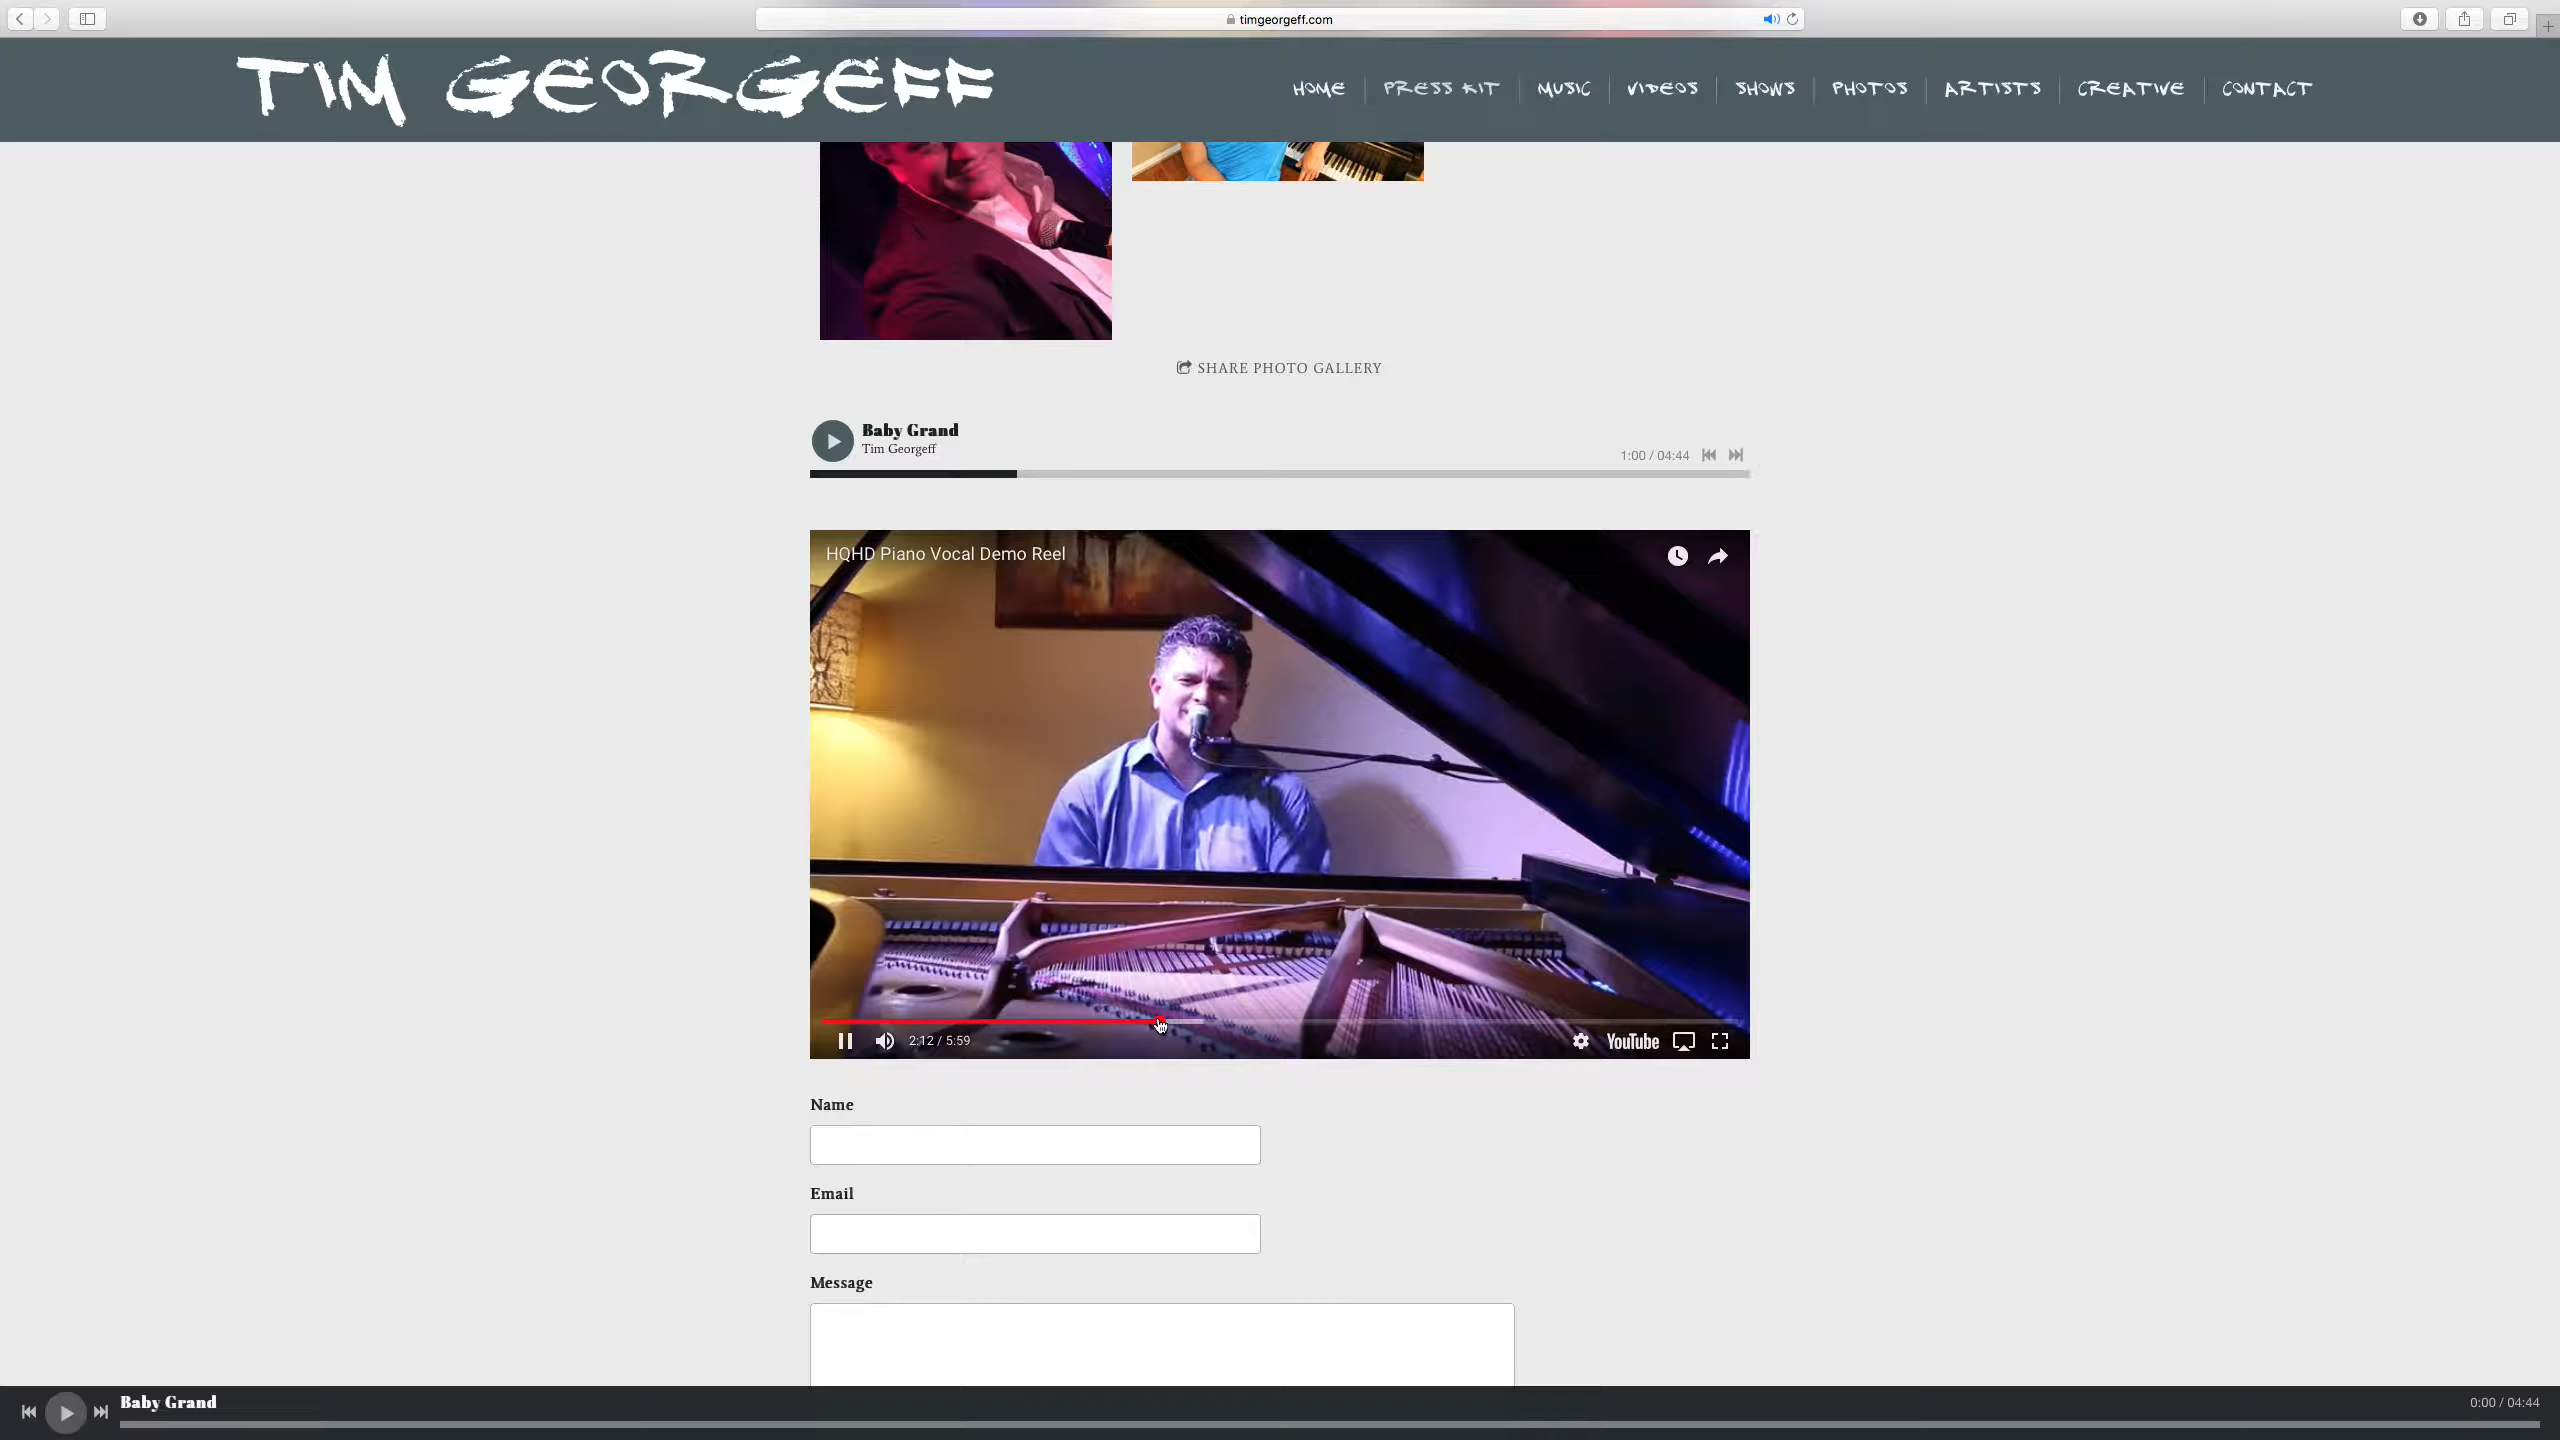 timgeorgeff.com
TIM GEORGEFF
HOME
PRESS KIT
MUSIC
VIDEOS
SHOWS
PHOTOS
ARTISTS
CREATIVE
CONTACT
SHARE PHOTO GALLERY
Baby Grand
Tim Georgeff
1:00 / 04:44
HQHD Piano Vocal Demo Reel
2:12 / 5:59
YouTube
Name
Email
Message
Baby Grand
0:00 / 04:44